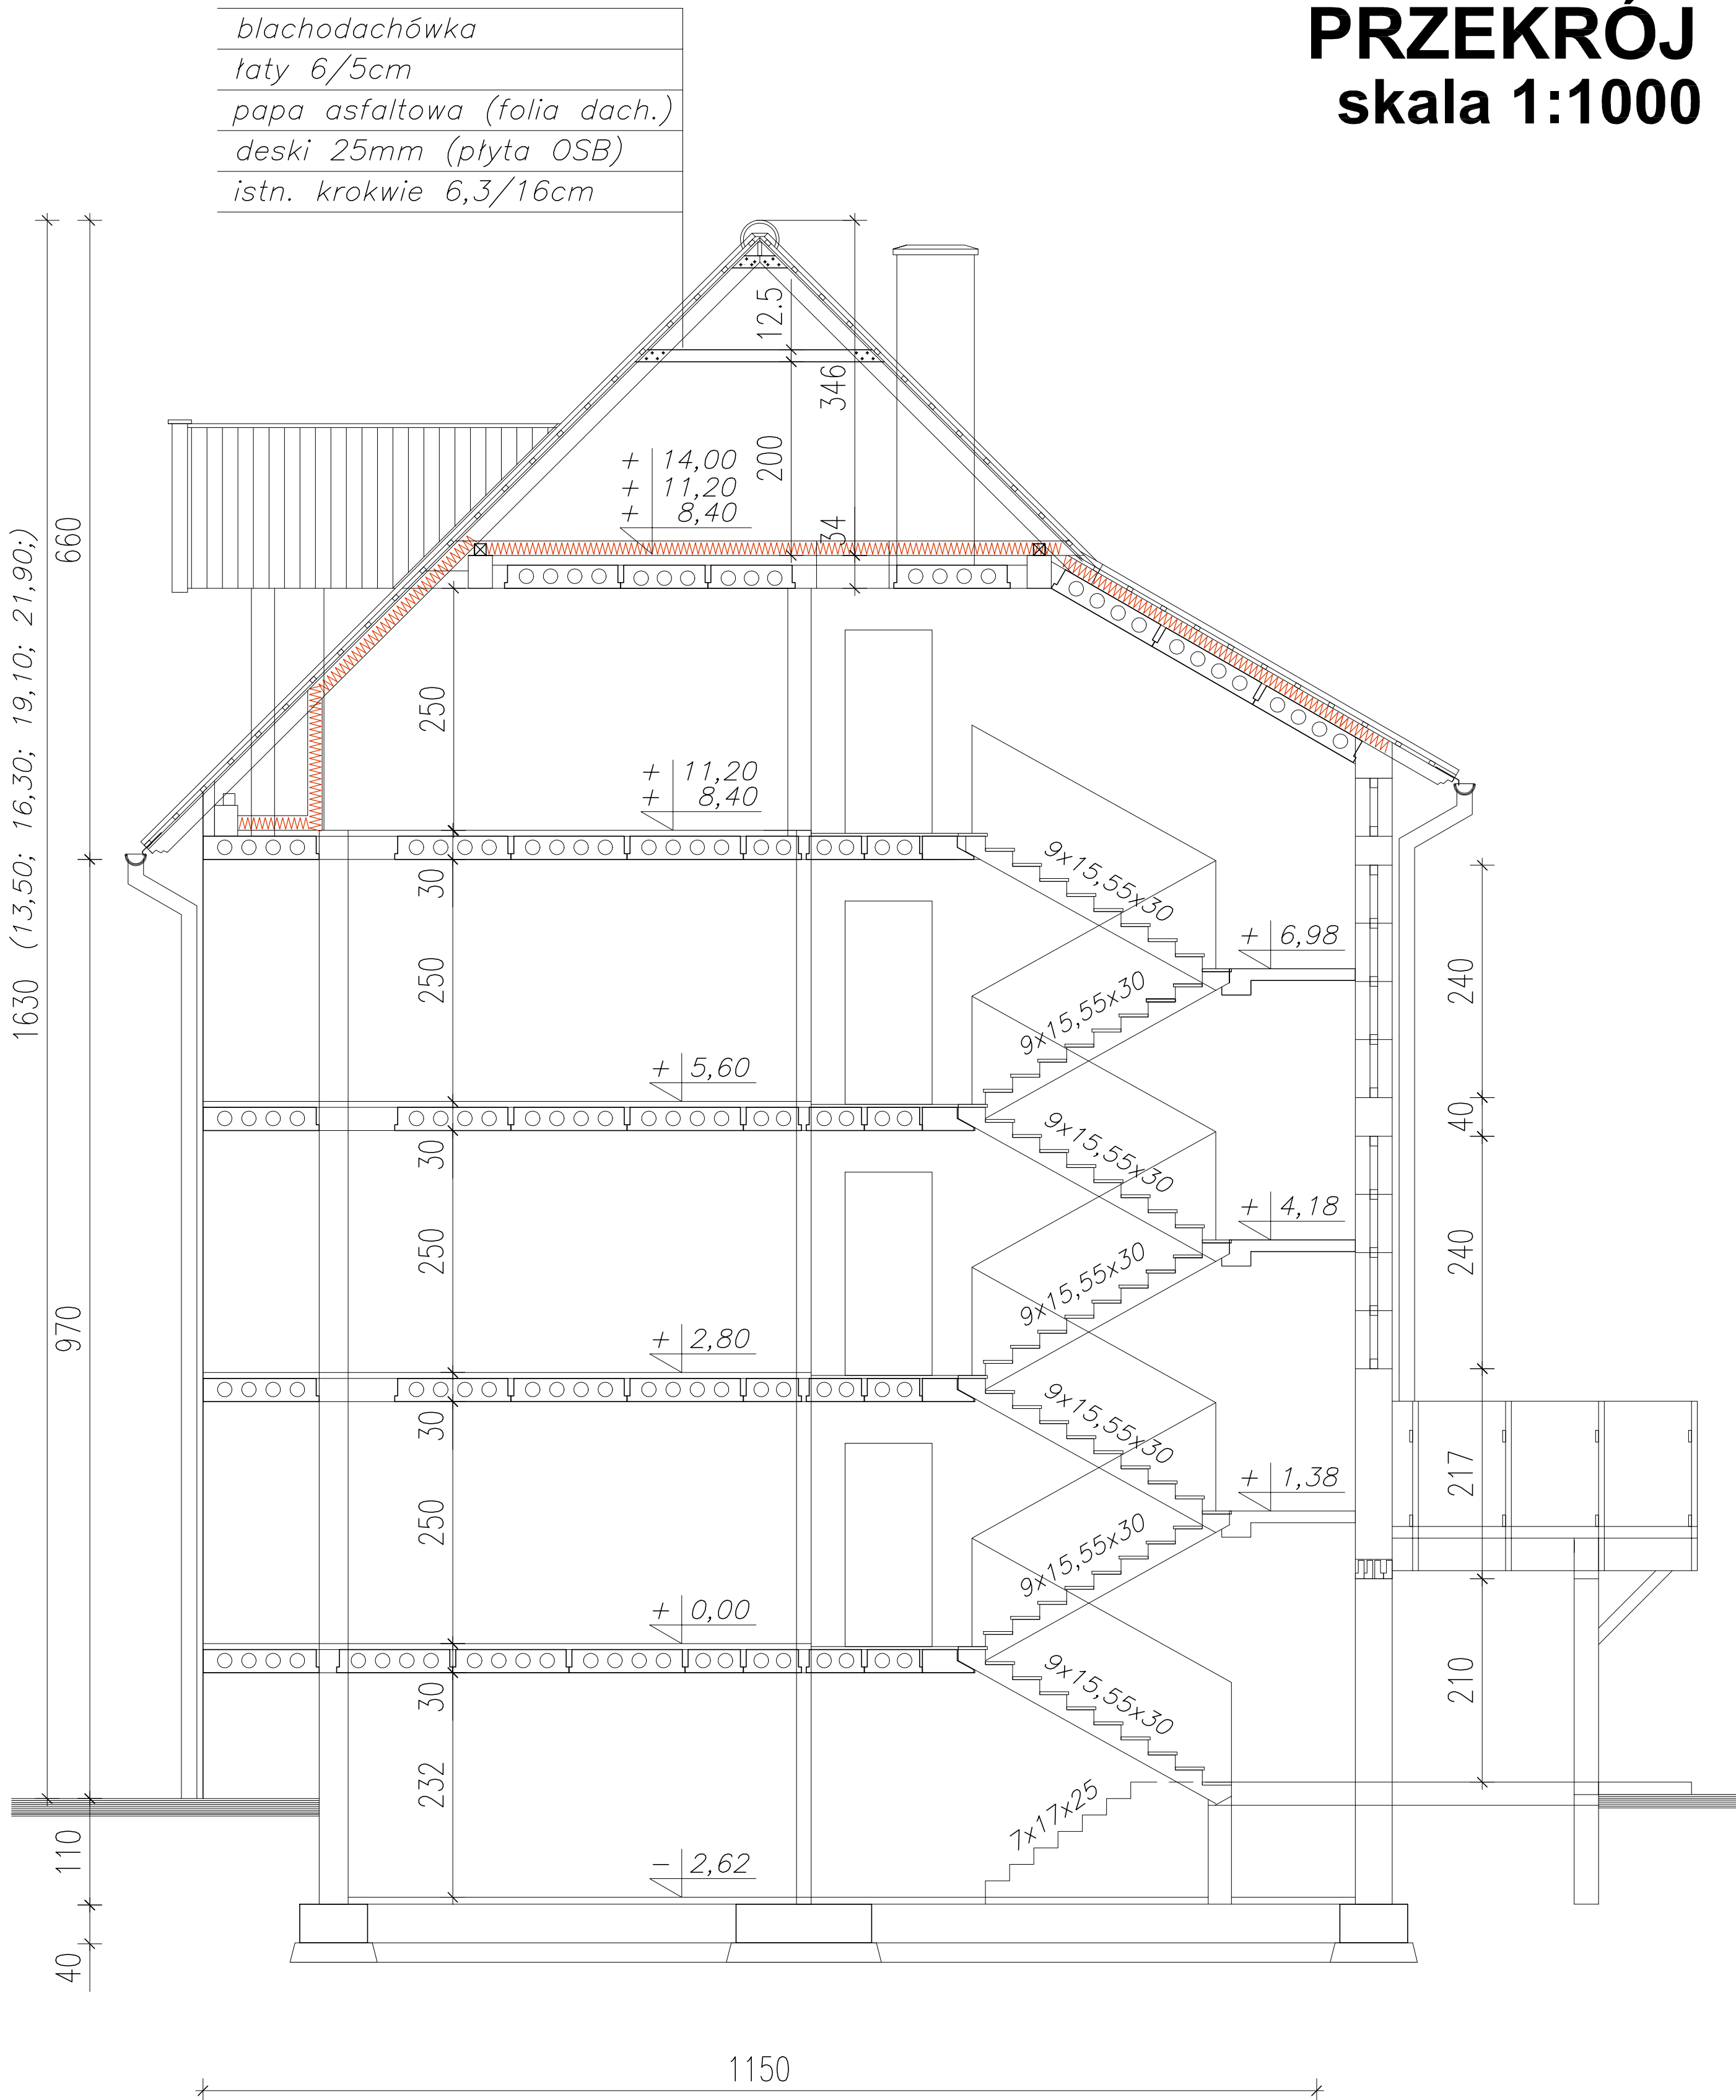 PRZEKRÓJ
skala 1:1000
blachodachówka
łaty 6/5cm
papa asfaltowa (folia dach.)
deski 25mm (płyta OSB)
istn. krokwie 6,3/16cm
12.5
346
200
34
+ 14,00
+ 11,20
+ 8,40
660
1630 (13,50; 16,30; 19,10; 21,90;)
250
+ 11,20
+ 8,40
30
9x15,55x30
+ 6,98
250
240
9x15,55x30
+ 5,60
30
40
9x15,55x30
+ 4,18
250
240
9x15,55x30
970
+ 2,80
30
9x15,55x30
+ 1,38
217
250
9x15,55x30
+ 0,00
30
9x15,55x30
210
232
7x17x25
110
- 2,62
40
1150